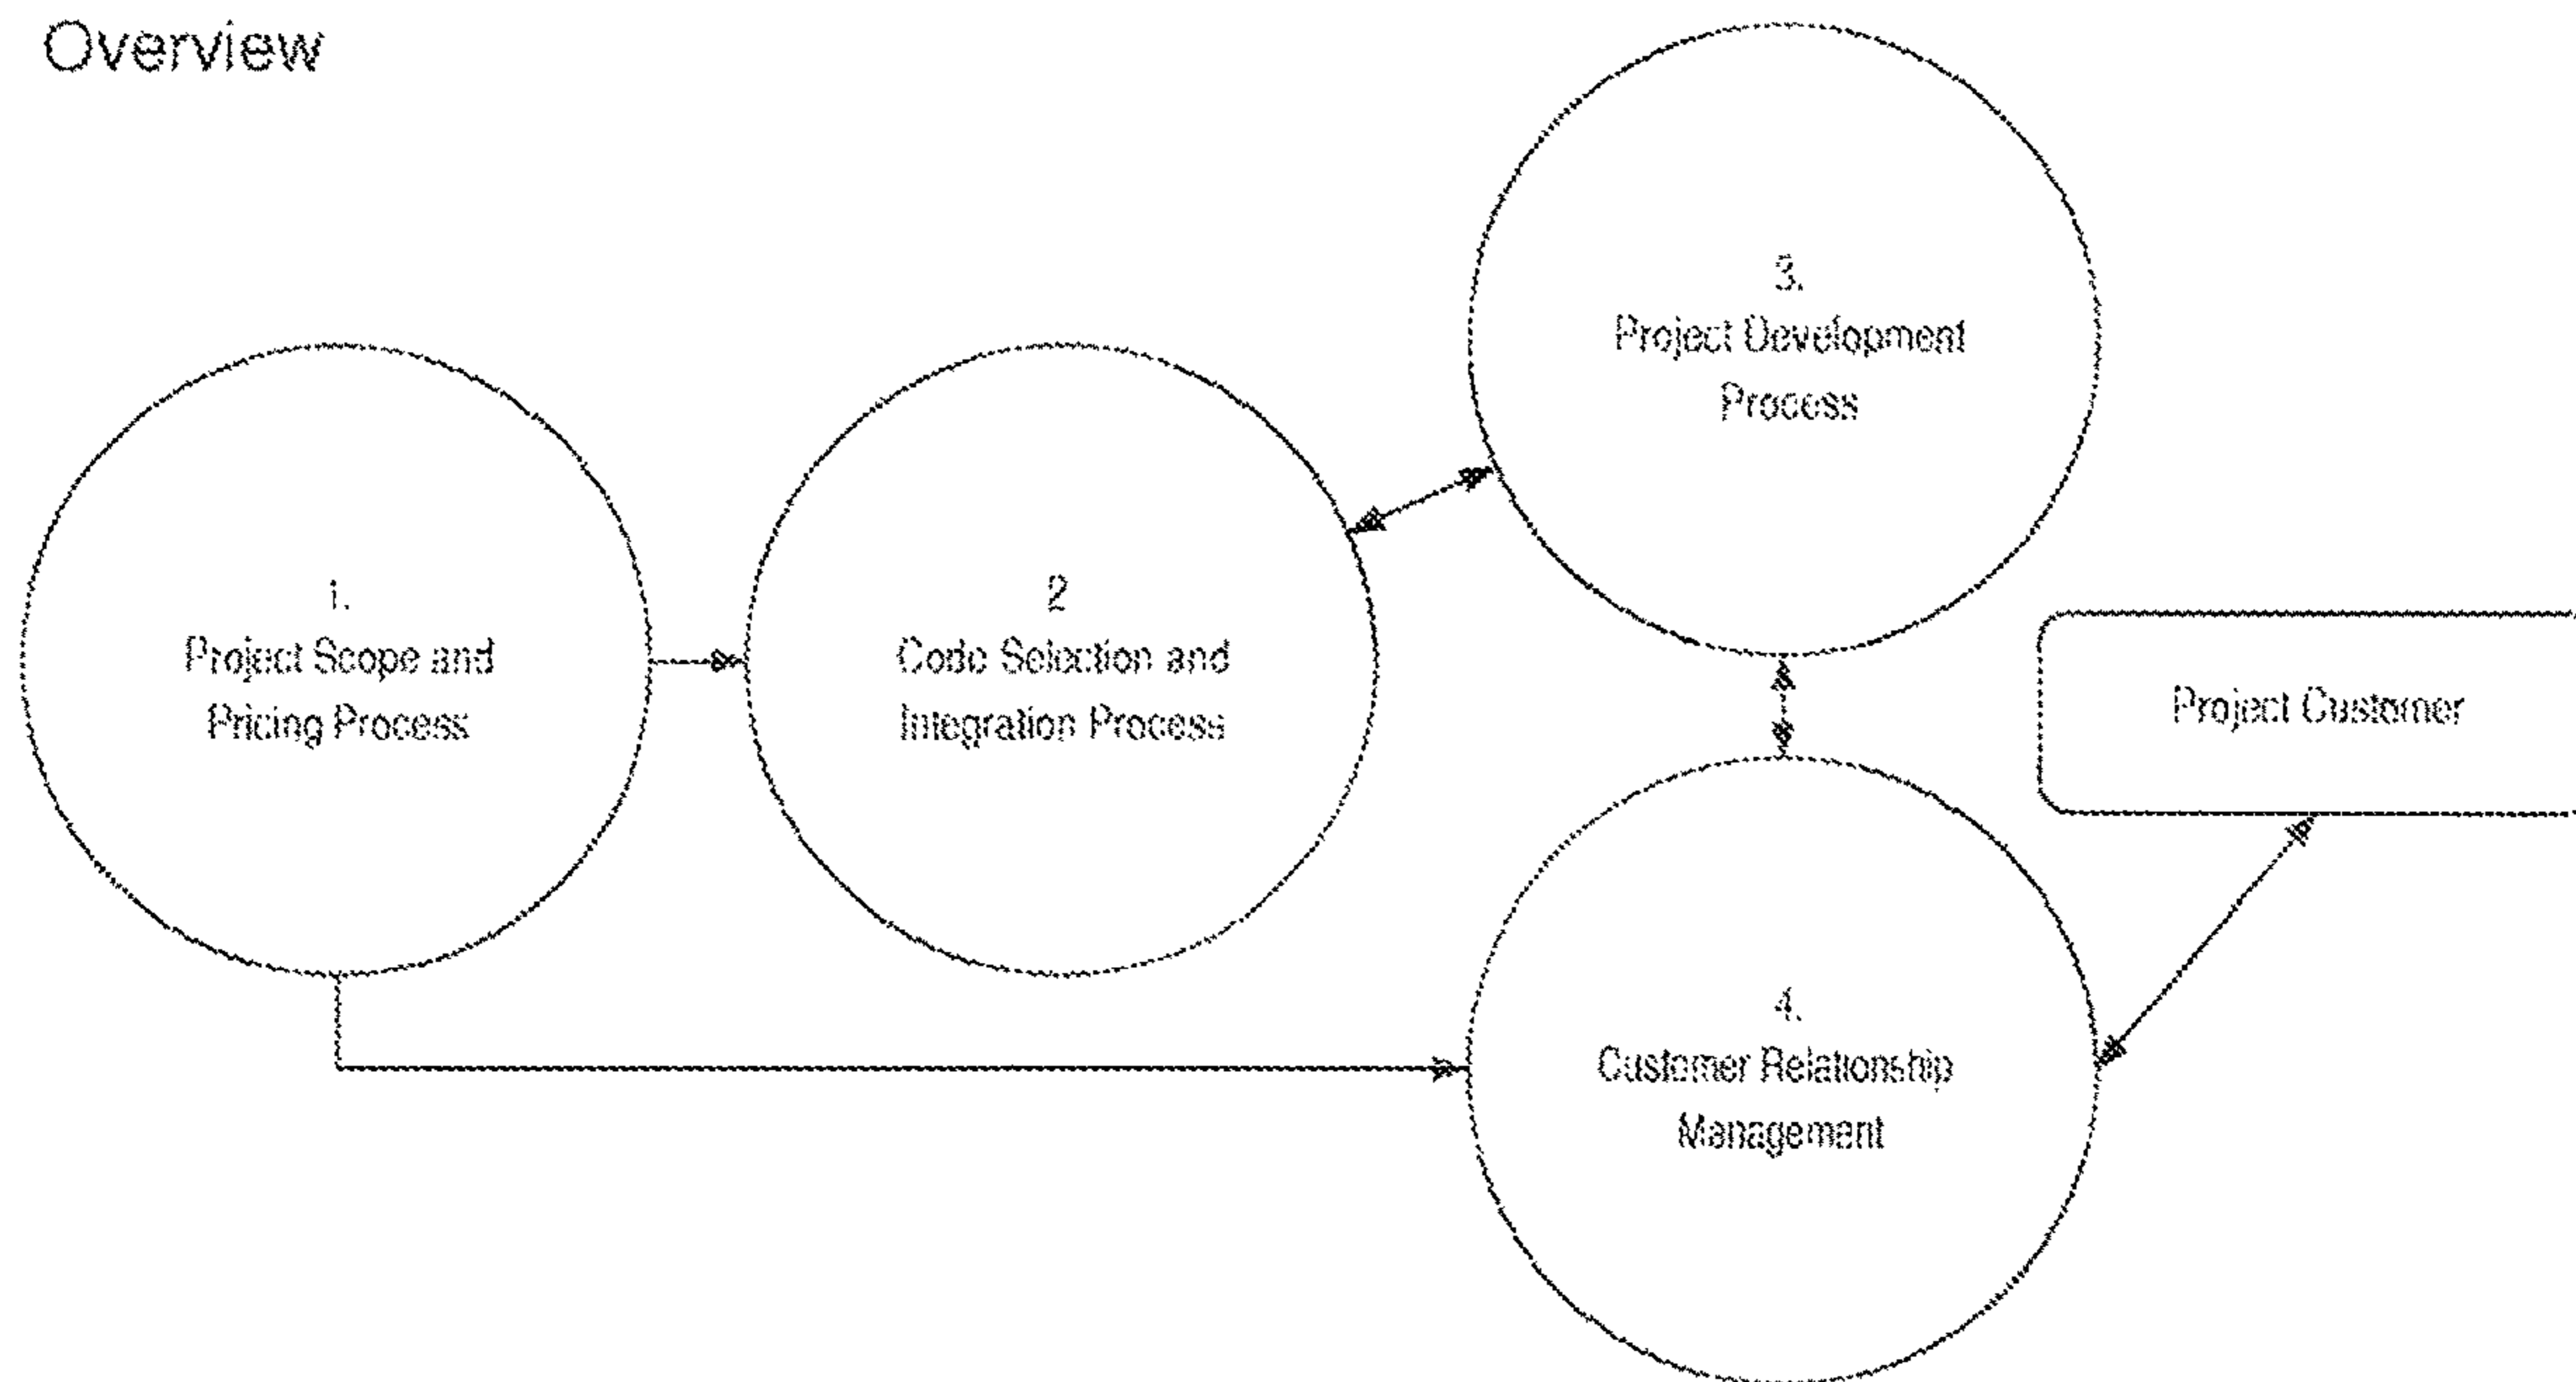 Overview
1.
Project Scope and
Pricing Process
2
Code Selection and
Integration Process
3.
Project Development
Process
Project Customer
4.
Customer Relationship
Management